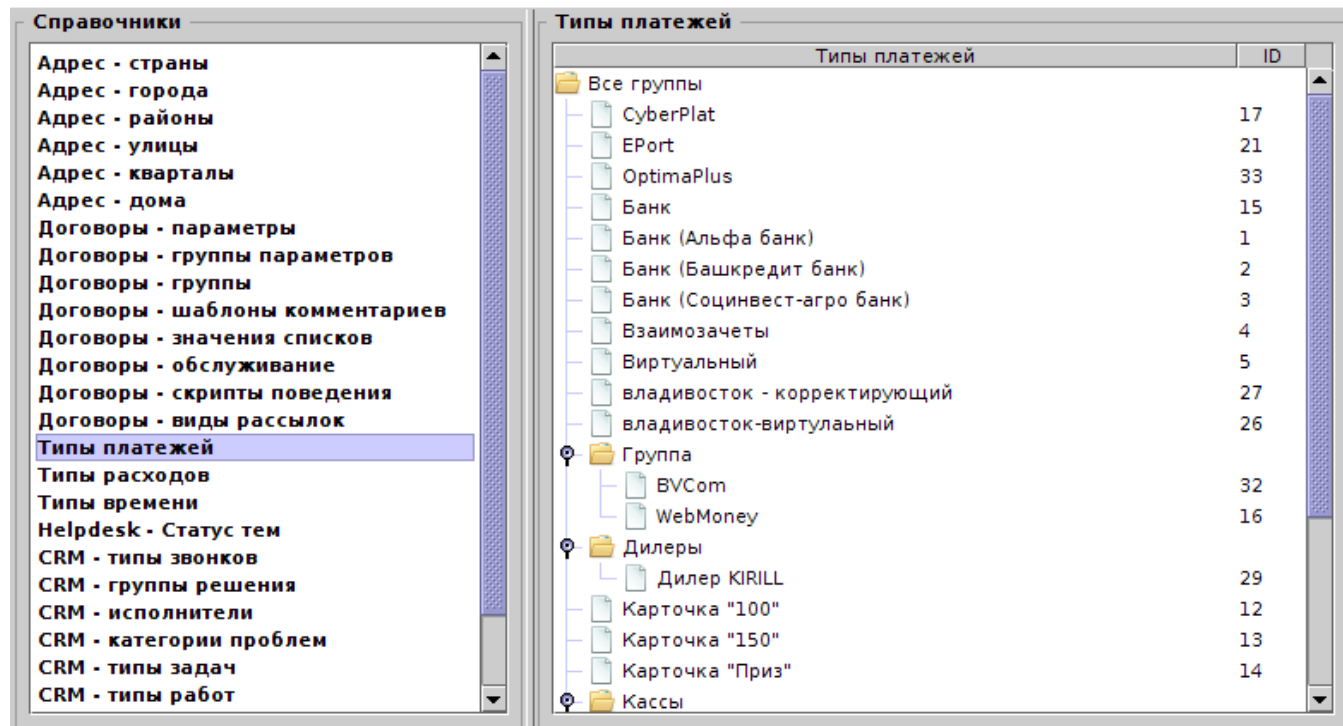 Справочники
Адрес - страны
Адрес - города
Адрес - районы
Адрес - улицы
Адрес - кварталы
Адрес - дома
Договоры - параметры
Договоры - группы параметров
Договоры - группы
Договоры - шаблоны комментариев
Договоры - значения списков
Договоры - обслуживание
Договоры - скрипты поведения
Договоры - виды рассылок
Типы платежей
Типы расходов
Типы времени
Helpdesk - Статус тем
CRM - типы звонков
CRM - группы решения
CRM - исполнители
CRM - категории проблем
CRM - типы задач
CRM - типы работ
Типы платежей
Типы платежей ID
Все группы
CyberPlat 17
EPort 21
OptimaPlus 33
Банк 15
Банк (Альфа банк) 1
Банк (Башкредит банк) 2
Банк (Социнвест-агро банк) 3
Взаимозачеты 4
Виртуальный 5
владивосток - корректирующий 27
владивосток-виртулаьный 26
Группа
BVCom 32
WebMoney 16
Дилеры
Дилер KIRILL 29
Карточка "100" 12
Карточка "150" 13
Карточка "Приз" 14
Кассы